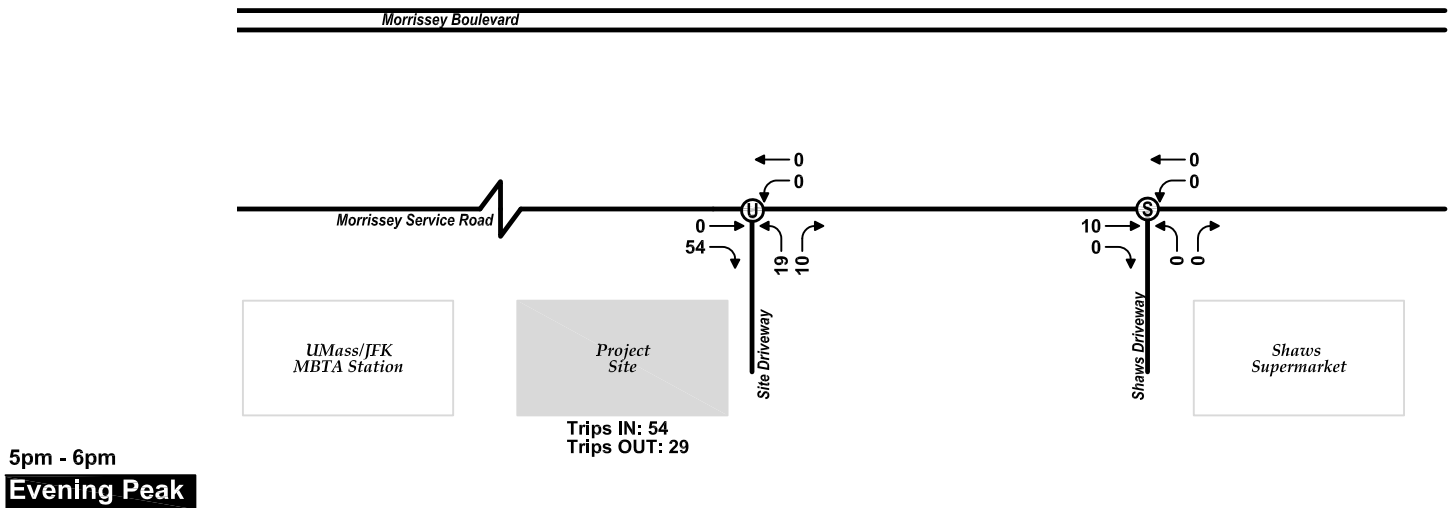 Morrissey Boulevard
0
0
0
0
Morrissey Service Road
U
S
0
54
19
10
10
0
0
0
UMass/JFK
MBTA Station
Project
Site
Site Driveway
Shaws Driveway
Shaws
Supermarket
Trips IN: 54
Trips OUT: 29
5pm - 6pm
Evening Peak